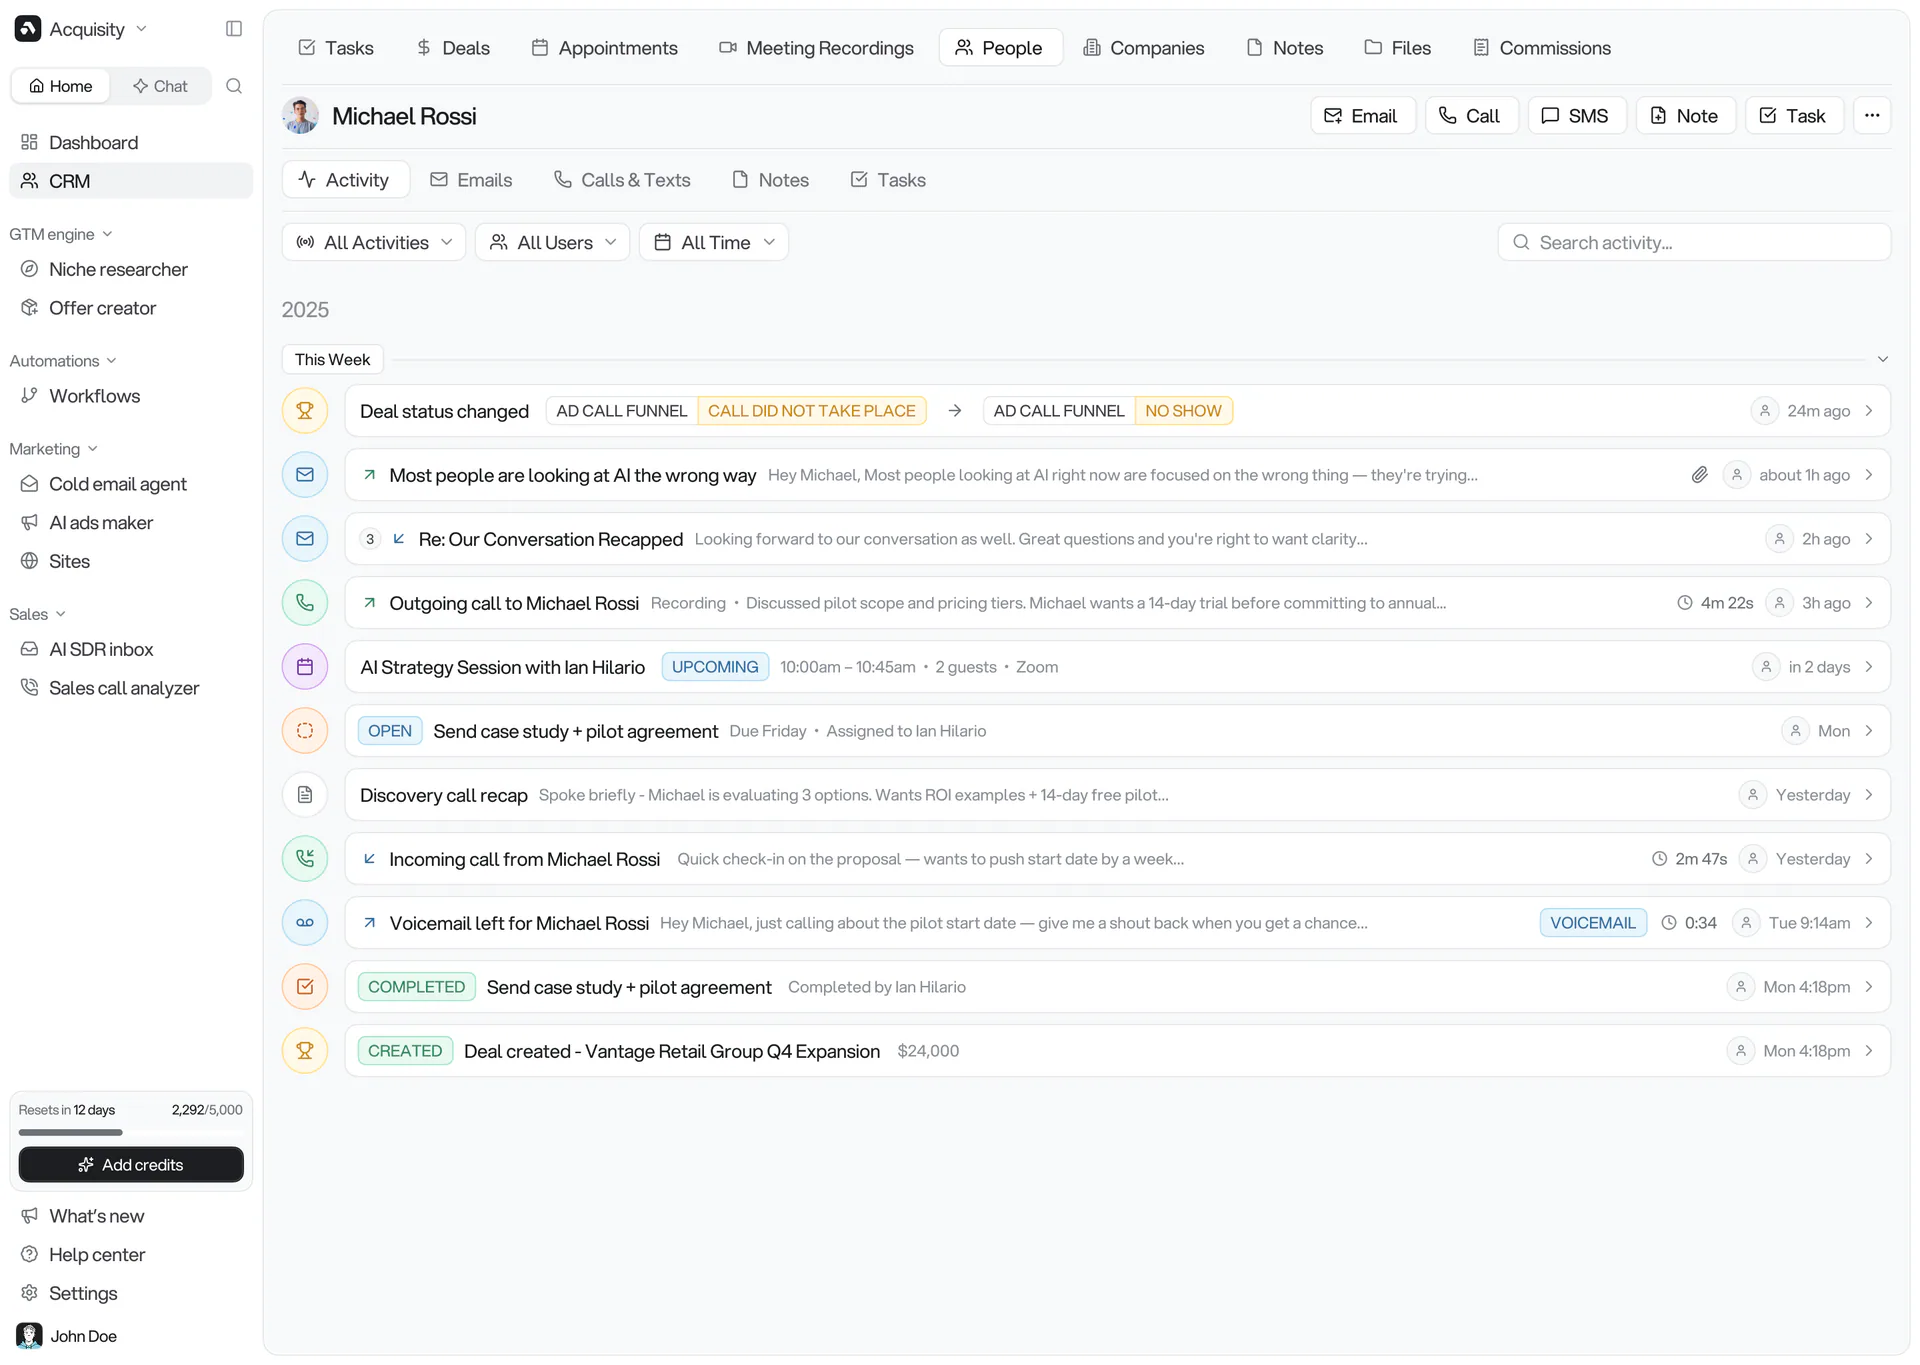 Acquisity
Home
Chat
Dashboard
CRM
GTM engine
Niche researcher
Offer creator
Automations
Workflows
Marketing
Cold email agent
AI ads maker
Sites
Sales
AI SDR inbox
Sales call analyzer
Resets in 12 days 2,292/5,000
Add credits
What's new
Help center
Settings
John Doe
Tasks Deals Appointments Meeting Recordings People Companies Notes Files Commissions
Michael Rossi Email Call SMS Note Task
Activity Emails Calls & Texts Notes Tasks
All Activities All Users All Time Search activity...
2025
This Week
Deal status changed AD CALL FUNNEL CALL DID NOT TAKE PLACE AD CALL FUNNEL NO SHOW 24m ago
Most people are looking at AI the wrong way Hey Michael, Most people looking at AI right now are focused on the wrong thing — they're trying... about 1h ago
3 Re: Our Conversation Recapped Looking forward to our conversation as well. Great questions and you're right to want clarity... 2h ago
Outgoing call to Michael Rossi Recording • Discussed pilot scope and pricing tiers. Michael wants a 14-day trial before committing to annual... 4m 22s 3h ago
AI Strategy Session with Ian Hilario UPCOMING 10:00am – 10:45am • 2 guests • Zoom in 2 days
OPEN Send case study + pilot agreement Due Friday • Assigned to Ian Hilario Mon
Discovery call recap Spoke briefly - Michael is evaluating 3 options. Wants ROI examples + 14-day free pilot... Yesterday
Incoming call from Michael Rossi Quick check-in on the proposal — wants to push start date by a week... 2m 47s Yesterday
Voicemail left for Michael Rossi Hey Michael, just calling about the pilot start date — give me a shout back when you get a chance... VOICEMAIL 0:34 Tue 9:14am
COMPLETED Send case study + pilot agreement Completed by Ian Hilario Mon 4:18pm
CREATED Deal created - Vantage Retail Group Q4 Expansion $24,000 Mon 4:18pm